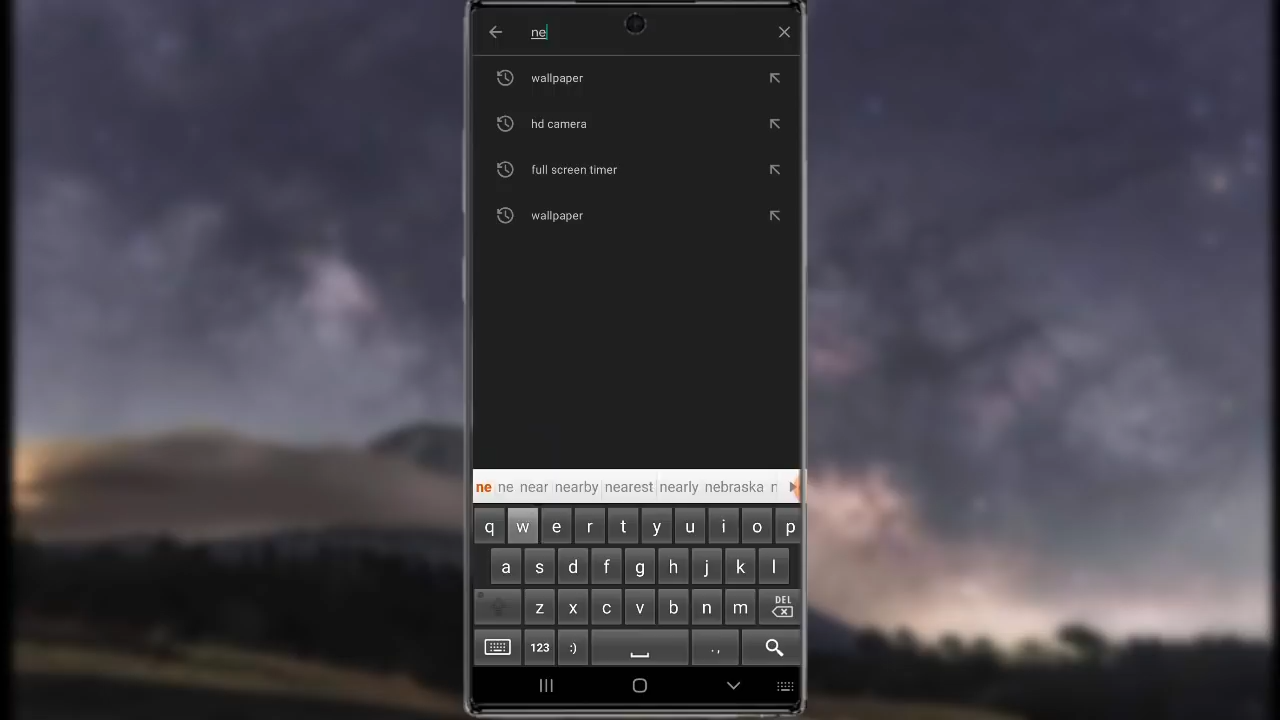 ne
wallpaper
hd camera
full screen timer
wallpaper
ne ne near nearby nearest nearly nebraska
q w e r t y u i o p
a s d f g h j k l
z x c v b n m DEL
123 :) .,